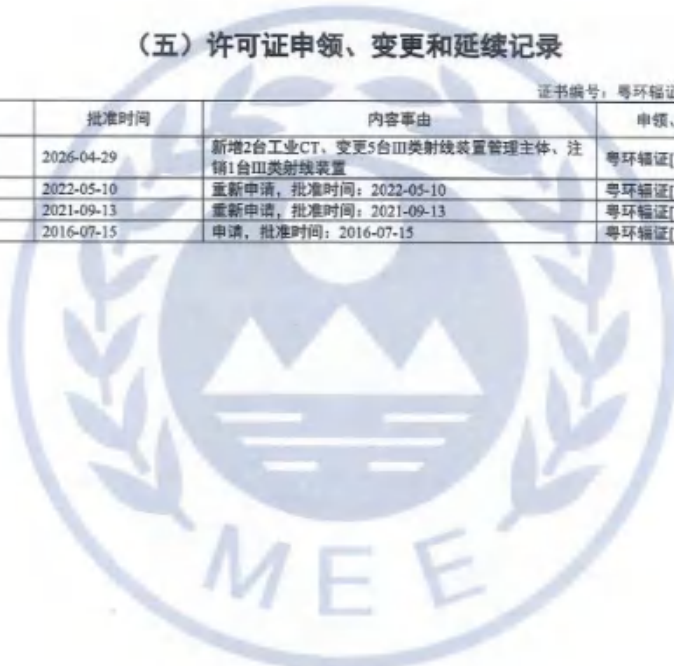 （五）许可证申领、变更和延续记录
证书编号：粤环辐证
批准时间 内容事由 申领、
2026-04-29 新增2台工业CT、变更5台III类射线装置管理主体、注 粤环辐证[
销1台III类射线装置
2022-05-10 重新申请，批准时间：2022-05-10 粤环辐证[
2021-09-13 重新申请，批准时间：2021-09-13 粤环辐证[
2016-07-15 申请，批准时间：2016-07-15 粤环辐证[
MEE